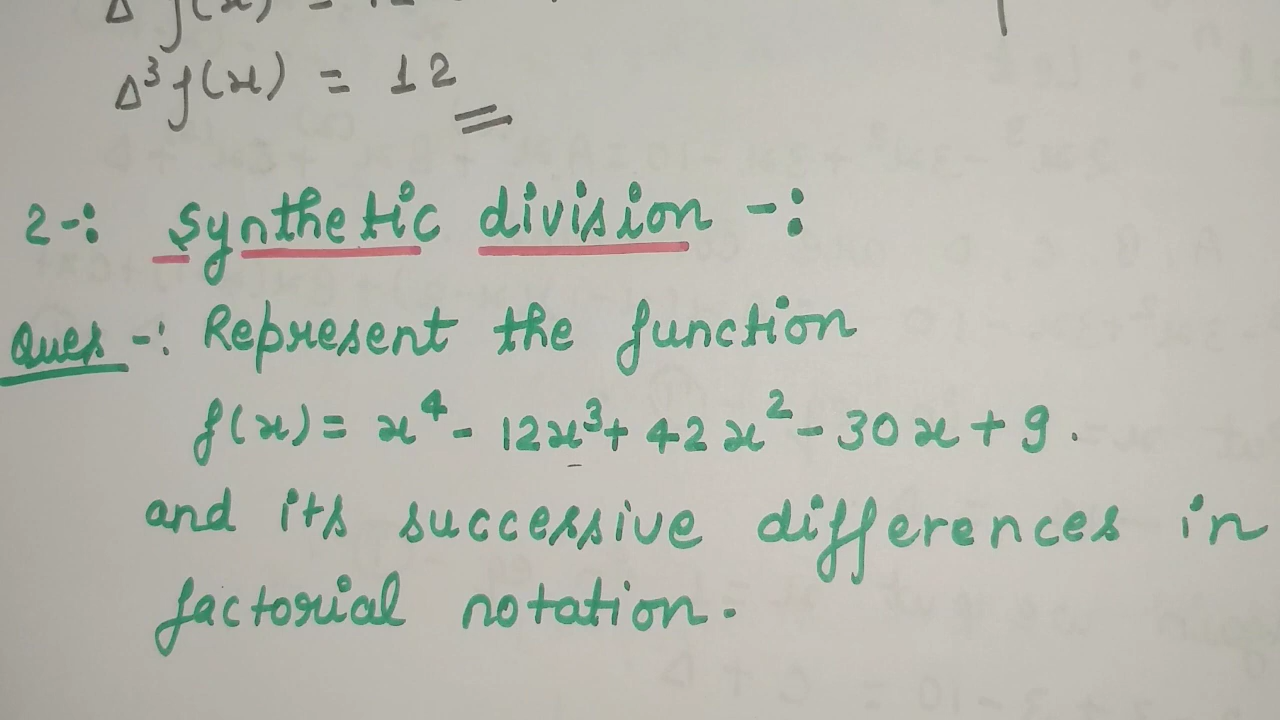 Δ f(x) = 12
Δ³f(x) = 12
2-: Synthetic division -:
Ques -: Represent the function
f(x) = x⁴ - 12x³ + 42x² - 30x + 9.
and its successive differences in
factorial notation.